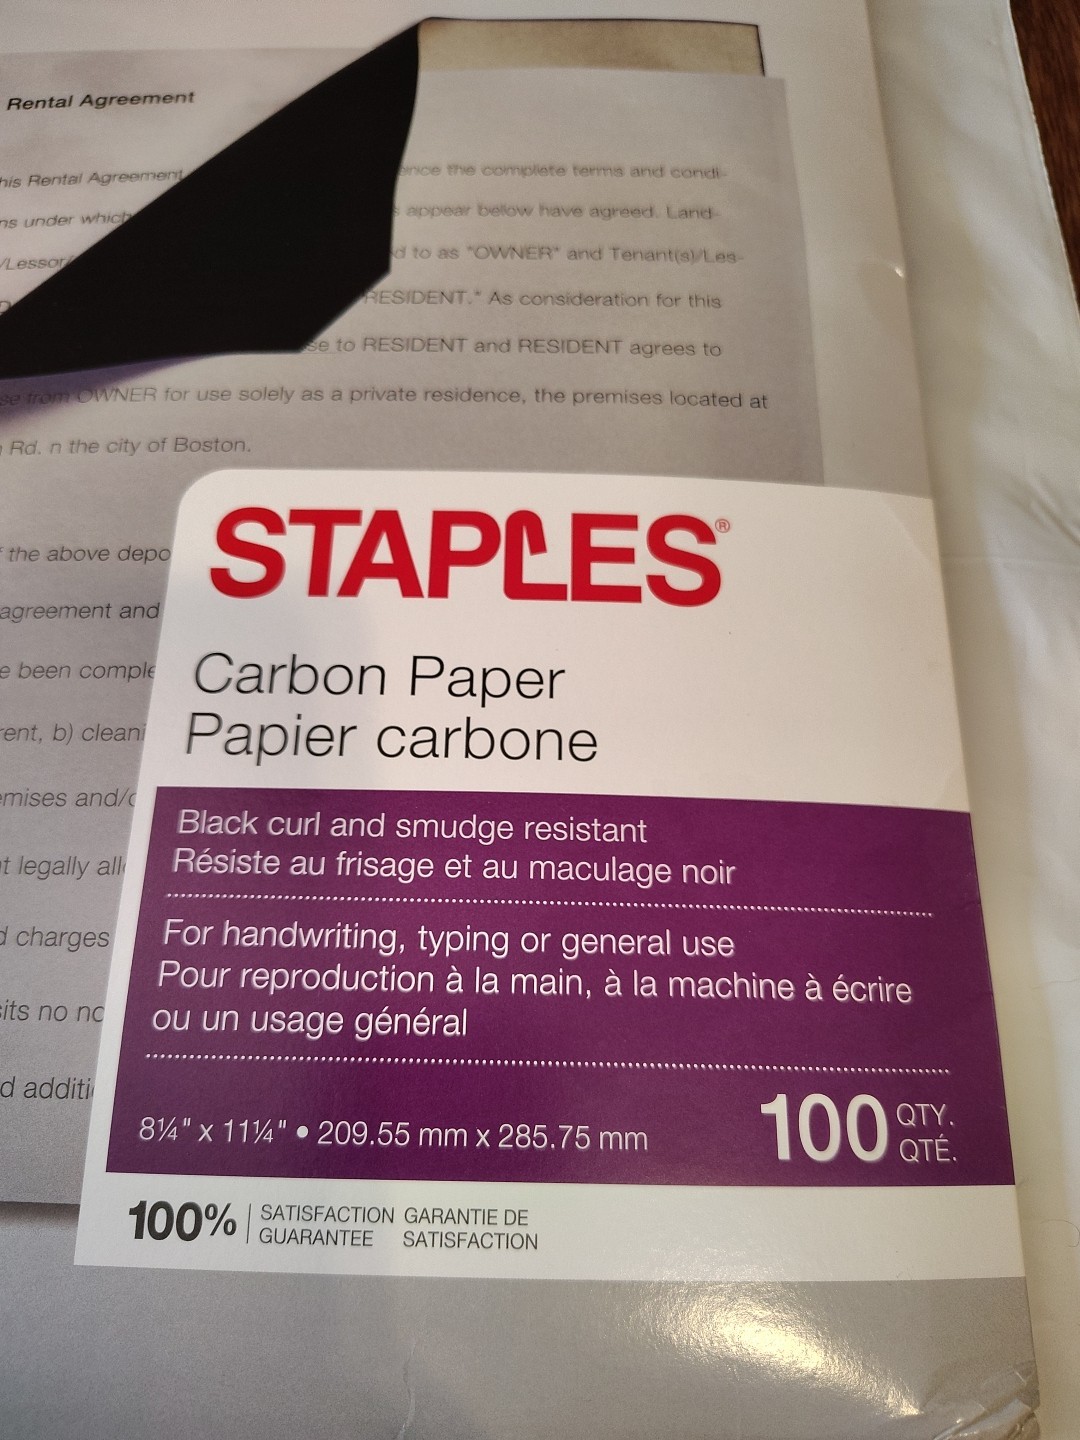 Rental Agreement
his Rental Agreement ence the complete terms and condi-
ns under which s appear below have agreed. Land-
/Lessor/ d to as "OWNER" and Tenant(s)/Les-
RESIDENT." As consideration for this
se to RESIDENT and RESIDENT agrees to
se from OWNER for use solely as a private residence, the premises located at
Rd. n the city of Boston.
the above depo
agreement and
e been comple
rent, b) cleani
emises and/o
t legally all
d charges
sits no no
d additi
STAPLES®
Carbon Paper
Papier carbone
Black curl and smudge resistant
Résiste au frisage et au maculage noir
For handwriting, typing or general use
Pour reproduction à la main, à la machine à écrire
ou un usage général
8¼" x 11¼" • 209.55 mm x 285.75 mm
100 QTY.
QTÉ.
100% SATISFACTION GUARANTEE
GARANTIE DE SATISFACTION